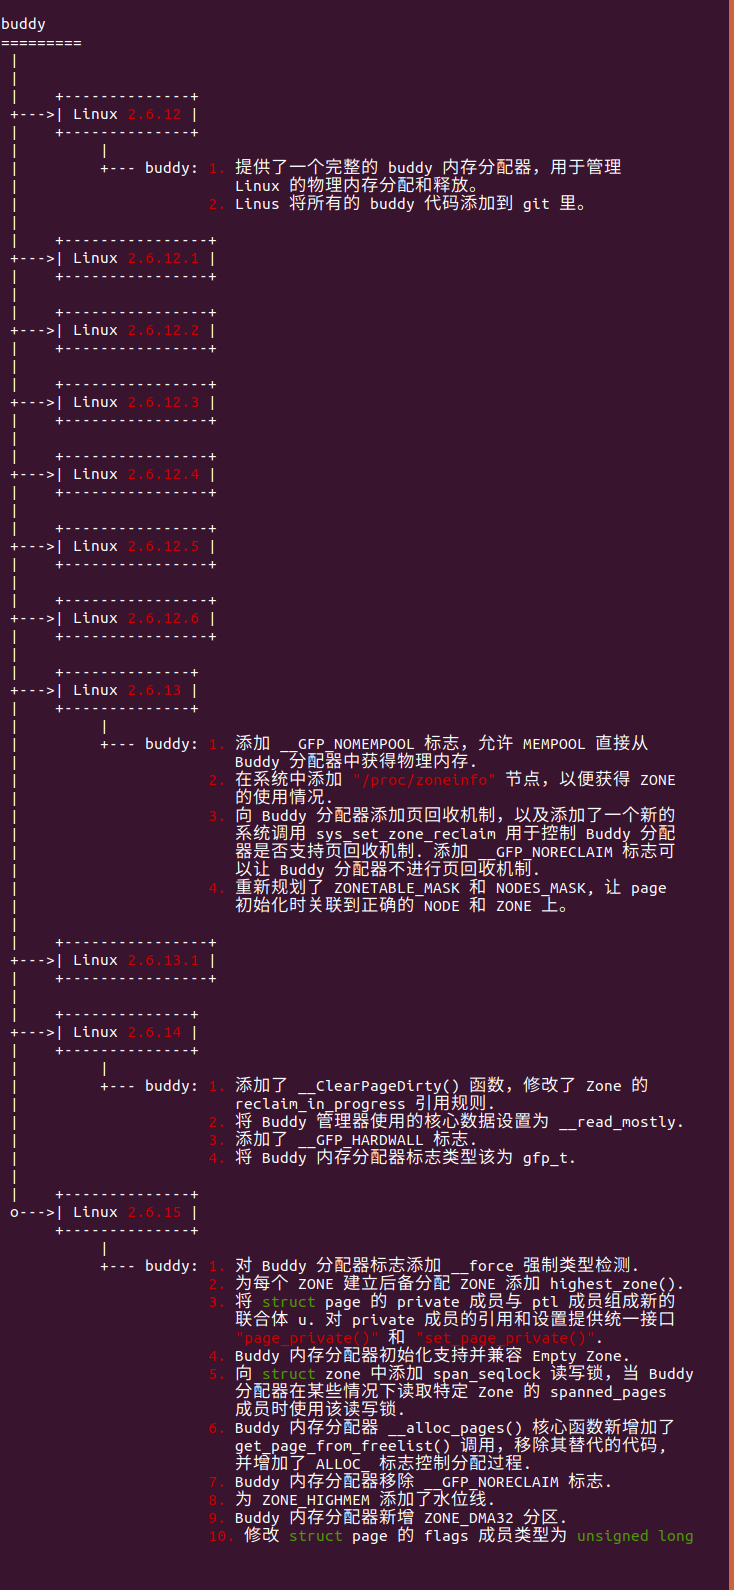 buddy
=========
 |
 |
 |    +--------------+
 +--->| Linux 2.6.12 |
 |    +--------------+
 |         |
 |         +--- buddy: 1. 提供了一个完整的 buddy 内存分配器，用于管理
 |                        Linux 的物理内存分配和释放。
 |                     2. Linus 将所有的 buddy 代码添加到 git 里。
 |
 |    +----------------+
 +--->| Linux 2.6.12.1 |
 |    +----------------+
 |
 |    +----------------+
 +--->| Linux 2.6.12.2 |
 |    +----------------+
 |
 |    +----------------+
 +--->| Linux 2.6.12.3 |
 |    +----------------+
 |
 |    +----------------+
 +--->| Linux 2.6.12.4 |
 |    +----------------+
 |
 |    +----------------+
 +--->| Linux 2.6.12.5 |
 |    +----------------+
 |
 |    +----------------+
 +--->| Linux 2.6.12.6 |
 |    +----------------+
 |
 |    +--------------+
 +--->| Linux 2.6.13 |
 |    +--------------+
 |         |
 |         +--- buddy: 1. 添加 __GFP_NOMEMPOOL 标志，允许 MEMPOOL 直接从
 |                        Buddy 分配器中获得物理内存.
 |                     2. 在系统中添加 "/proc/zoneinfo" 节点，以便获得 ZONE
 |                        的使用情况.
 |                     3. 向 Buddy 分配器添加页回收机制，以及添加了一个新的
 |                        系统调用 sys_set_zone_reclaim 用于控制 Buddy 分配
 |                        器是否支持页回收机制. 添加 __GFP_NORECLAIM 标志可
 |                        以让 Buddy 分配器不进行页回收机制.
 |                     4. 重新规划了 ZONETABLE_MASK 和 NODES_MASK, 让 page
 |                        初始化时关联到正确的 NODE 和 ZONE 上。
 |
 |    +----------------+
 +--->| Linux 2.6.13.1 |
 |    +----------------+
 |
 |    +--------------+
 +--->| Linux 2.6.14 |
 |    +--------------+
 |         |
 |         +--- buddy: 1. 添加了 __ClearPageDirty() 函数，修改了 Zone 的
 |                        reclaim_in_progress 引用规则.
 |                     2. 将 Buddy 管理器使用的核心数据设置为 __read_mostly.
 |                     3. 添加了 __GFP_HARDWALL 标志.
 |                     4. 将 Buddy 内存分配器标志类型该为 gfp_t.
 |
 |    +--------------+
 o--->| Linux 2.6.15 |
      +--------------+
           |
           +--- buddy: 1. 对 Buddy 分配器标志添加 __force 强制类型检测.
                       2. 为每个 ZONE 建立后备分配 ZONE 添加 highest_zone().
                       3. 将 struct page 的 private 成员与 ptl 成员组成新的
                          联合体 u. 对 private 成员的引用和设置提供统一接口
                          "page_private()" 和 "set_page_private()".
                       4. Buddy 内存分配器初始化支持并兼容 Empty Zone.
                       5. 向 struct zone 中添加 span_seqlock 读写锁，当 Buddy
                          分配器在某些情况下读取特定 Zone 的 spanned_pages
                          成员时使用该读写锁.
                       6. Buddy 内存分配器 __alloc_pages() 核心函数新增加了
                          get_page_from_freelist() 调用，移除其替代的代码,
                          并增加了 ALLOC_ 标志控制分配过程.
                       7. Buddy 内存分配器移除 __GFP_NORECLAIM 标志.
                       8. 为 ZONE_HIGHMEM 添加了水位线.
                       9. Buddy 内存分配器新增 ZONE_DMA32 分区.
                       10. 修改 struct page 的 flags 成员类型为 unsigned long